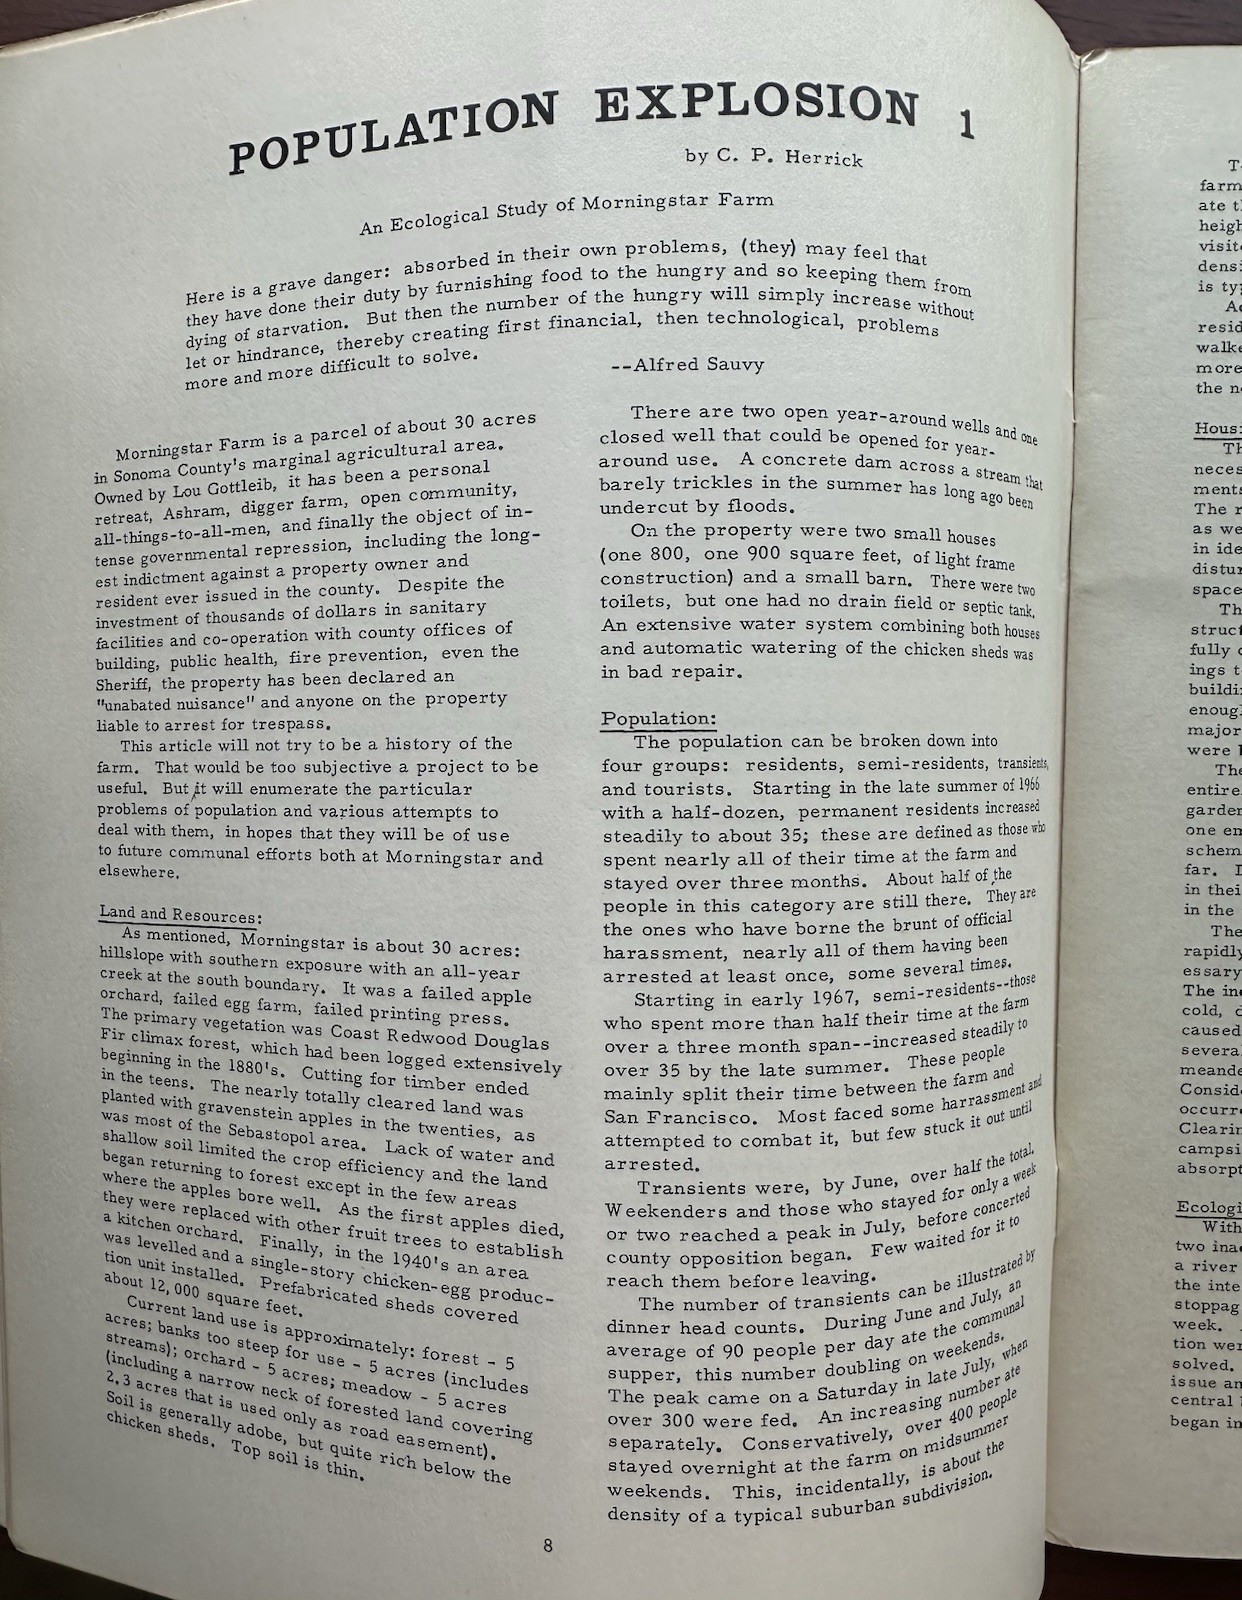 POPULATION EXPLOSION 1
by C. P. Herrick
An Ecological Study of Morningstar Farm
Here is a grave danger: absorbed in their own problems, (they) may feel that
they have done their duty by furnishing food to the hungry and so keeping them from
dying of starvation. But then the number of the hungry will simply increase without
let or hindrance, thereby creating first financial, then technological, problems
more and more difficult to solve.
--Alfred Sauvy
Morningstar Farm is a parcel of about 30 acres
in Sonoma County's marginal agricultural area.
Owned by Lou Gottleib, it has been a personal
retreat, Ashram, digger farm, open community,
all-things-to-all-men, and finally the object of in-
tense governmental repression, including the long-
est indictment against a property owner and
resident ever issued in the county. Despite the
investment of thousands of dollars in sanitary
facilities and co-operation with county offices of
building, public health, fire prevention, even the
Sheriff, the property has been declared an
"unabated nuisance" and anyone on the property
liable to arrest for trespass.
This article will not try to be a history of the
farm. That would be too subjective a project to be
useful. But it will enumerate the particular
problems of population and various attempts to
deal with them, in hopes that they will be of use
to future communal efforts both at Morningstar and
elsewhere.
Land and Resources:
As mentioned, Morningstar is about 30 acres:
hillslope with southern exposure with an all-year
creek at the south boundary. It was a failed apple
orchard, failed egg farm, failed printing press.
The primary vegetation was Coast Redwood Douglas
Fir climax forest, which had been logged extensively
beginning in the 1880's. Cutting for timber ended
in the teens. The nearly totally cleared land was
planted with gravenstein apples in the twenties, as
was most of the Sebastopol area. Lack of water and
shallow soil limited the crop efficiency and the land
began returning to forest except in the few areas
where the apples bore well. As the first apples died,
they were replaced with other fruit trees to establish
a kitchen orchard. Finally, in the 1940's an area
was levelled and a single-story chicken-egg produc-
tion unit installed. Prefabricated sheds covered
about 12,000 square feet.
Current land use is approximately: forest - 5
acres; banks too steep for use - 5 acres (includes
streams); orchard - 5 acres; meadow - 5 acres
(including a narrow neck of forested land covering
2.3 acres that is used only as road easement).
Soil is generally adobe, but quite rich below the
chicken sheds. Top soil is thin.
There are two open year-around wells and one
closed well that could be opened for year-
around use. A concrete dam across a stream that
barely trickles in the summer has long ago been
undercut by floods.
On the property were two small houses
(one 800, one 900 square feet, of light frame
construction) and a small barn. There were two
toilets, but one had no drain field or septic tank.
An extensive water system combining both houses
and automatic watering of the chicken sheds was
in bad repair.
Population:
The population can be broken down into
four groups: residents, semi-residents, transients,
and tourists. Starting in the late summer of 1966
with a half-dozen, permanent residents increased
steadily to about 35; these are defined as those who
spent nearly all of their time at the farm and
stayed over three months. About half of the
people in this category are still there. They are
the ones who have borne the brunt of official
harassment, nearly all of them having been
arrested at least once, some several times.
Starting in early 1967, semi-residents--those
who spent more than half their time at the farm
over a three month span--increased steadily to
over 35 by the late summer. These people
mainly split their time between the farm and
San Francisco. Most faced some harrassment and
attempted to combat it, but few stuck it out until
arrested.
Transients were, by June, over half the total.
Weekenders and those who stayed for only a week
or two reached a peak in July, before concerted
county opposition began. Few waited for it to
reach them before leaving.
The number of transients can be illustrated by
dinner head counts. During June and July, an
average of 90 people per day ate the communal
supper, this number doubling on weekends.
The peak came on a Saturday in late July, when
over 300 were fed. An increasing number ate
separately. Conservatively, over 400 people
stayed overnight at the farm on midsummer
weekends. This, incidentally, is about the
density of a typical suburban subdivision.
8